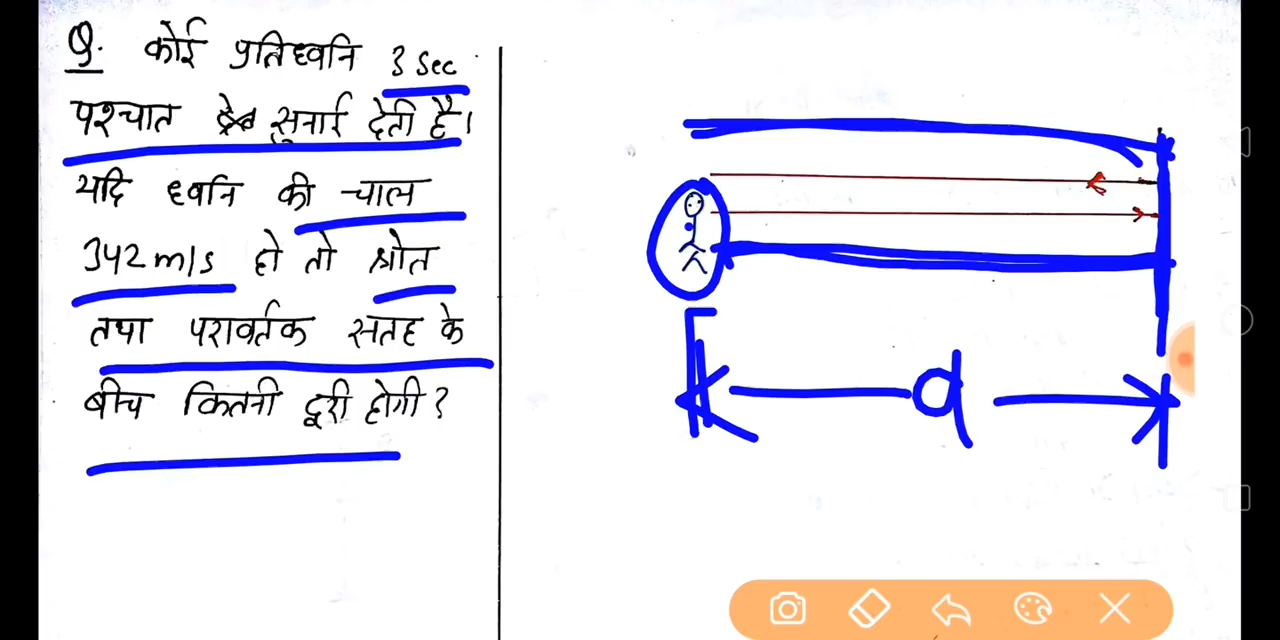 Q. कोई प्रतिध्वनि 3 Sec
पश्चात सुनाई देती है।
यदि ध्वनि की चाल
342 m/s हो तो श्रोत
तथा परावर्तक सतह के
बीच कितनी दूरी होगी?
d